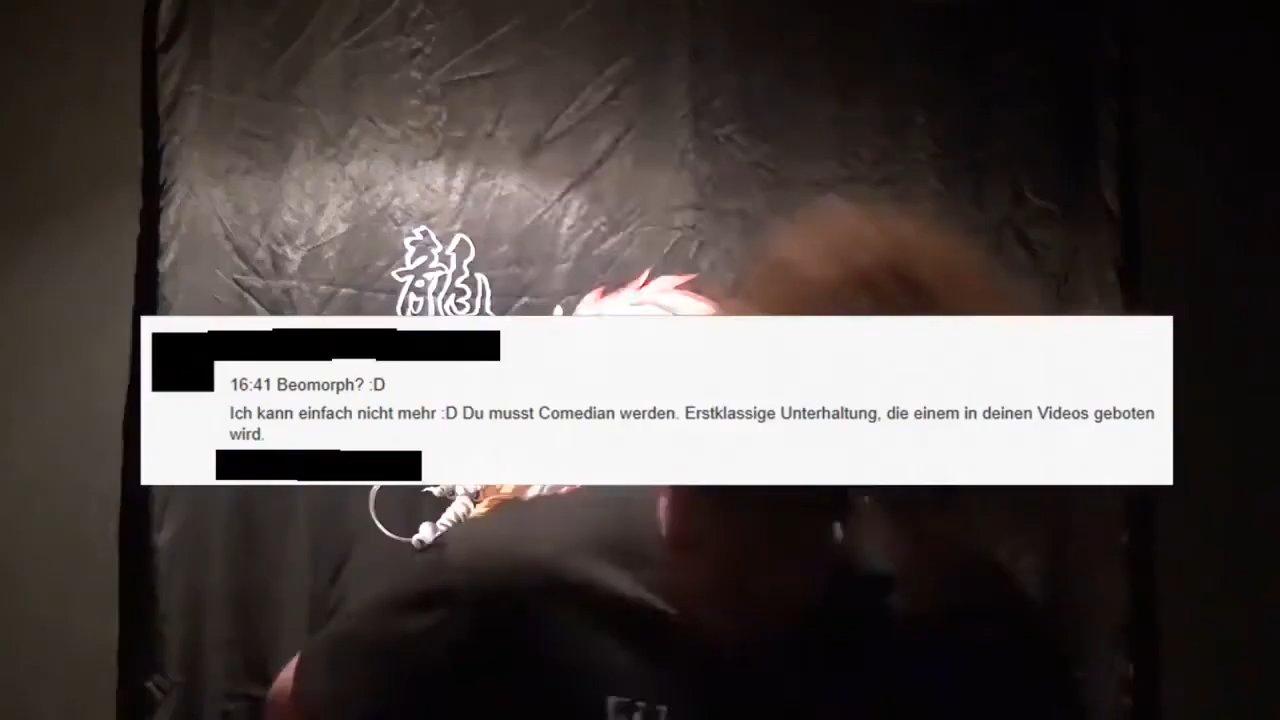 龍
16:41 Beomorph? :D
Ich kann einfach nicht mehr :D Du musst Comedian werden. Erstklassige Unterhaltung, die einem in deinen Videos geboten
wird.